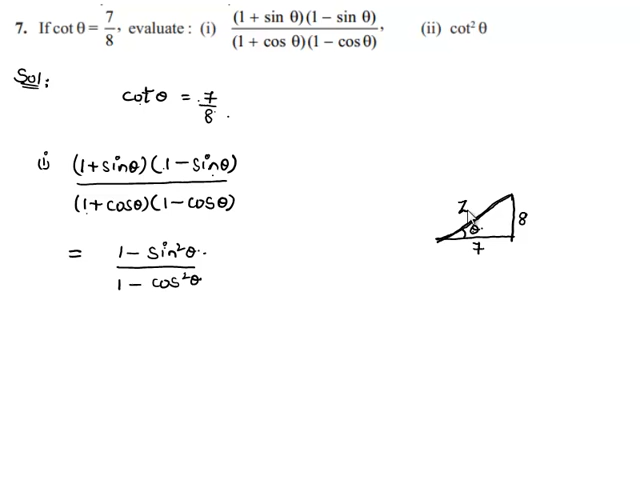 7. If cot θ = 7/8, evaluate : (i) (1 + sin θ)(1 − sin θ)/(1 + cos θ)(1 − cos θ), (ii) cot² θ
Sol:
cot θ = 7/8.
(i) (1+sinθ)(1−sinθ)/(1+cosθ)(1−cosθ)
= 1 − sin²θ/1 − cos²θ
θ
8
7